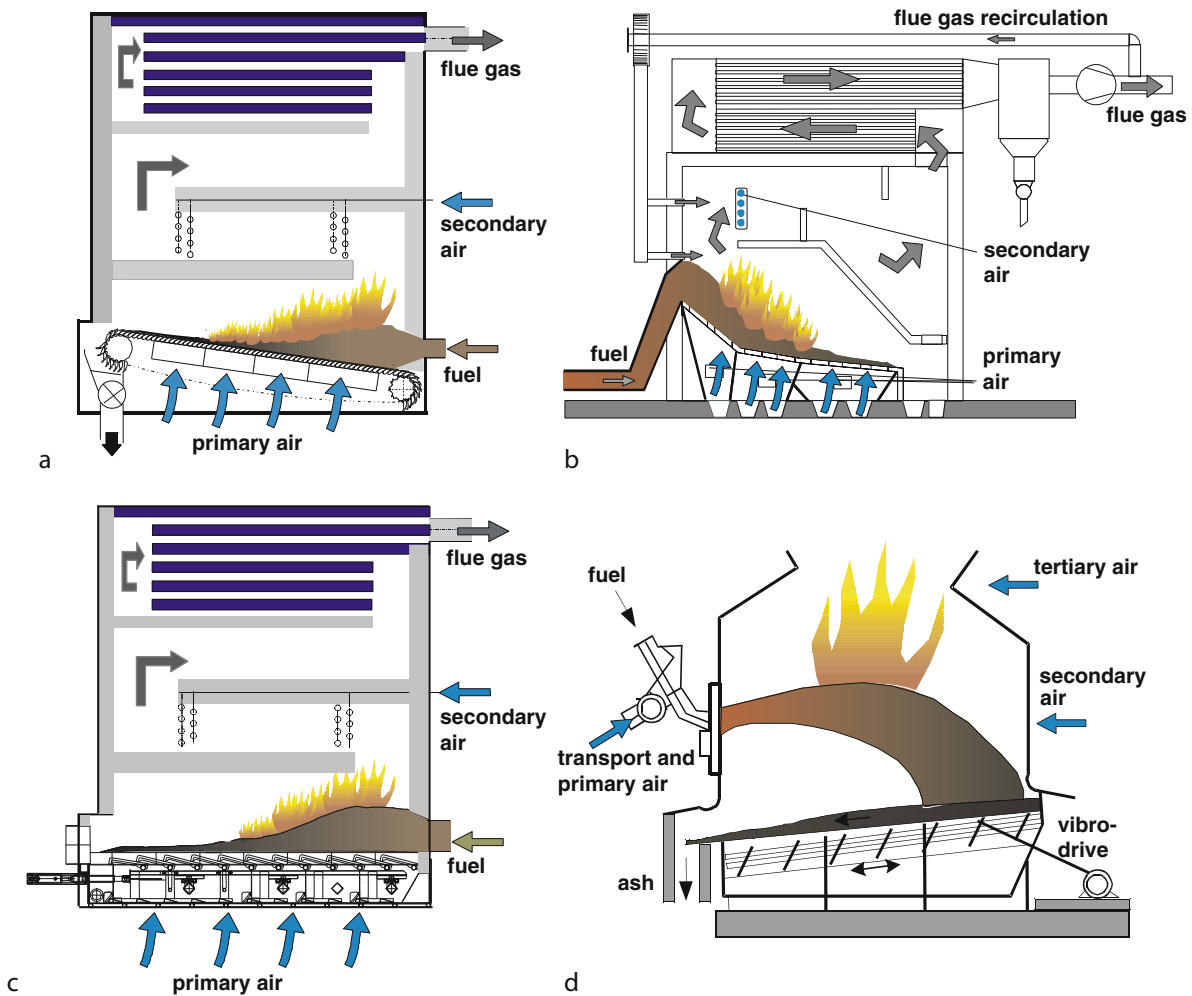 flue gas
secondary
air
fuel
primary air
a
flue gas recirculation
flue gas
secondary
air
fuel
primary
air
b
flue gas
secondary
air
fuel
primary air
c
fuel
tertiary air
secondary
air
transport and
primary air
vibro-
drive
ash
d